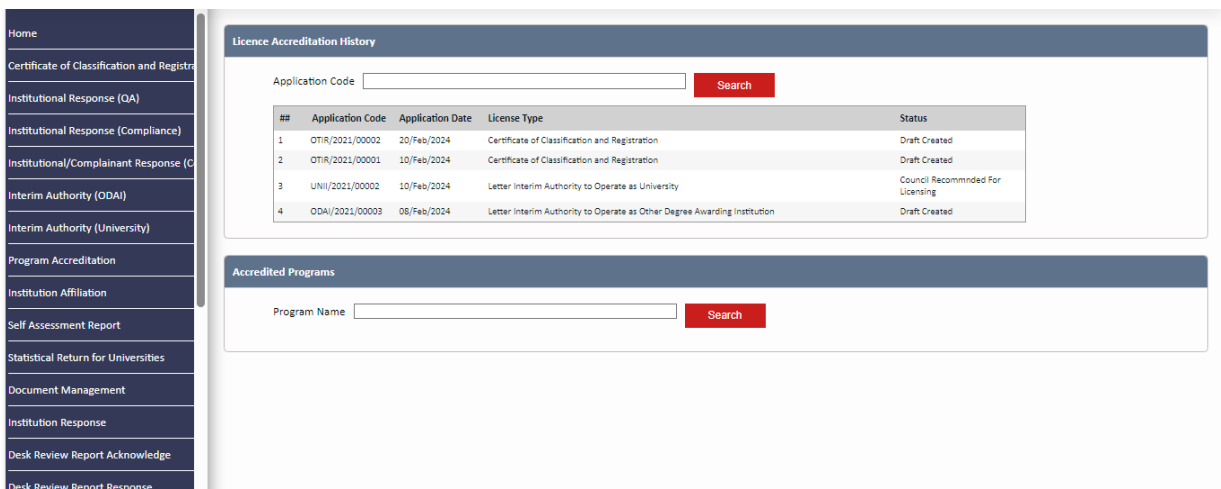 Home
Certificate of Classification and Registra
Institutional Response (QA)
Institutional Response (Compliance)
Institutional/Complainant Response (C
Interim Authority (ODAI)
Interim Authority (University)
Program Accreditation
Institution Affiliation
Self Assessment Report
Statistical Return for Universities
Document Management
Institution Response
Desk Review Report Acknowledge
Desk Review Report Response
Licence Accreditation History
Application Code Search
## Application Code Application Date License Type Status
1 OTIR/2021/00002 20/Feb/2024 Certificate of Classification and Registration Draft Created
2 OTIR/2021/00001 10/Feb/2024 Certificate of Classification and Registration Draft Created
3 UNII/2021/00002 10/Feb/2024 Letter Interim Authority to Operate as University Council Recommnded For
Licensing
4 ODAI/2021/00003 08/Feb/2024 Letter Interim Authority to Operate as Other Degree Awarding Institution Draft Created
Accredited Programs
Program Name Search